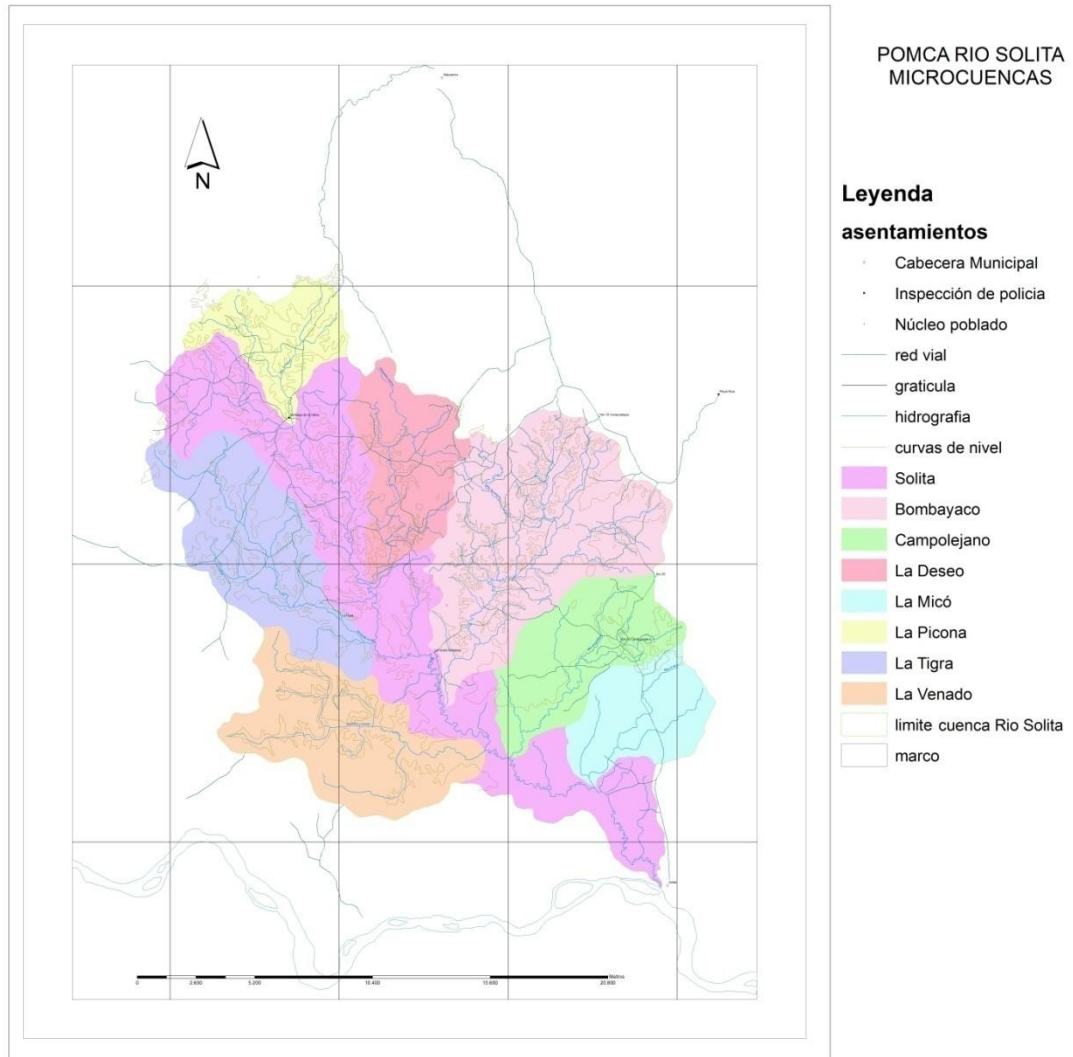 POMCA RIO SOLITA
MICROCUENCAS
N
Leyenda
asentamientos
Cabecera Municipal
Inspección de policia
Núcleo poblado
red vial
graticula
hidrografia
curvas de nivel
Solita
Bombayaco
Campolejano
La Deseo
La Micó
La Picona
La Tigra
La Venado
limite cuenca Rio Solita
marco
Metros
0 2.600 5.200 10.400 15.600 20.800